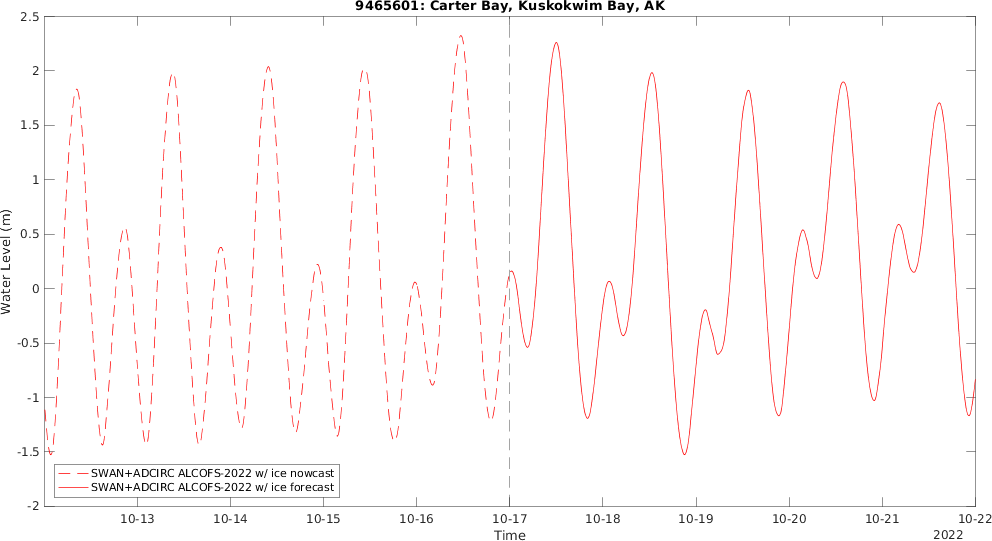 9465601: Carter Bay, Kuskokwim Bay, AK
2.5
2
1.5
1
0.5
0
-0.5
-1
-1.5
-2
Water Level (m)
SWAN+ADCIRC ALCOFS-2022 w/ ice nowcast
SWAN+ADCIRC ALCOFS-2022 w/ ice forecast
10-13 10-14 10-15 10-16 10-17 10-18 10-19 10-20 10-21 10-22
Time
2022